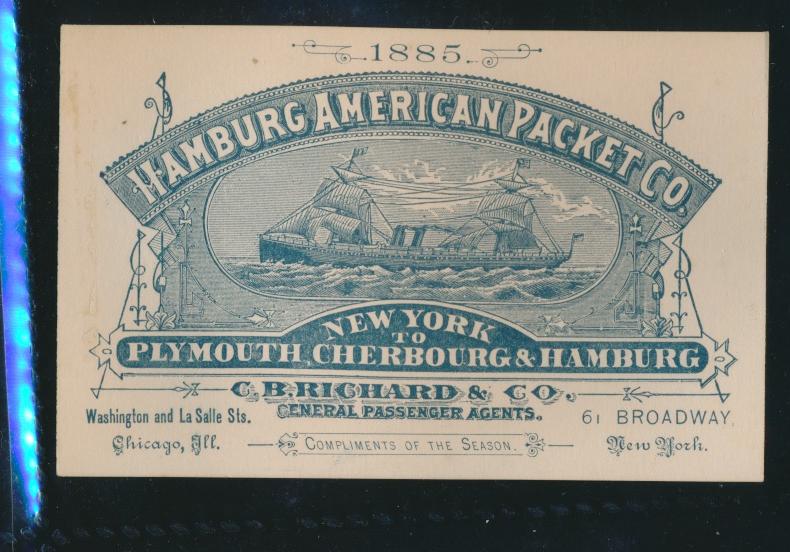 1885.
HAMBURG AMERICAN PACKET CO.
NEW YORK
TO
PLYMOUTH, CHERBOURG & HAMBURG
C. B. RICHARD & CO.,
GENERAL PASSENGER AGENTS.
Washington and La Salle Sts.
Chicago, Ill.
61 BROADWAY,
New York.
COMPLIMENTS OF THE SEASON.